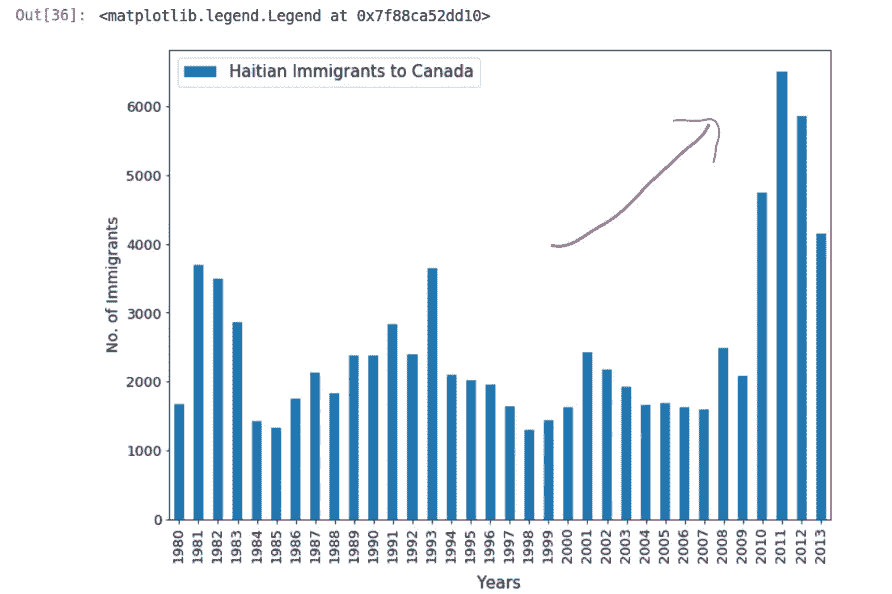 Out[36]: <matplotlib.legend.Legend at 0x7f88ca52dd10>
Haitian Immigrants to Canada
6000
5000
4000
3000
2000
1000
0
No. of Immigrants
1980 1981 1982 1983 1984 1985 1986 1987 1988 1989 1990 1991 1992 1993 1994 1995 1996 1997 1998 1999 2000 2001 2002 2003 2004 2005 2006 2007 2008 2009 2010 2011 2012 2013
Years